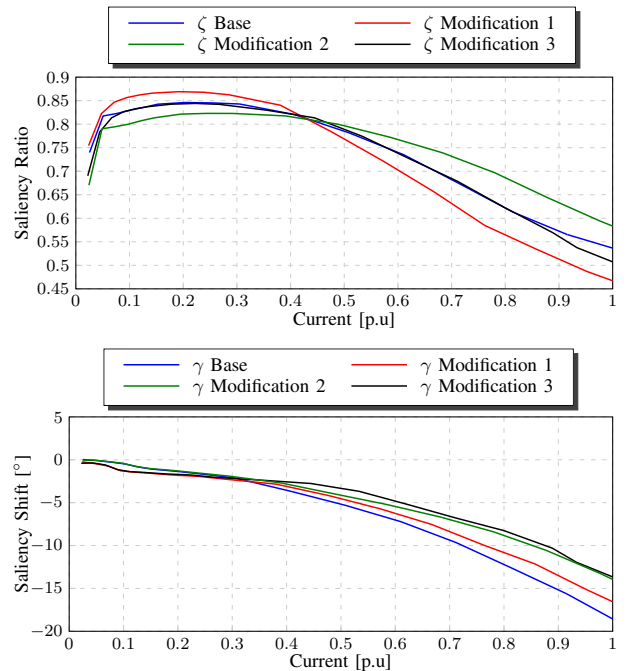 ζ Base ζ Modification 1
ζ Modification 2 ζ Modification 3
0.9
0.85
0.8
0.75
0.7
0.65
0.6
0.55
0.5
0.45
Saliency Ratio
0 0.1 0.2 0.3 0.4 0.5 0.6 0.7 0.8 0.9 1
Current [p.u]
γ Base γ Modification 1
γ Modification 2 γ Modification 3
5
0
−5
−10
−15
−20
Saliency Shift [°]
0 0.1 0.2 0.3 0.4 0.5 0.6 0.7 0.8 0.9 1
Current [p.u]